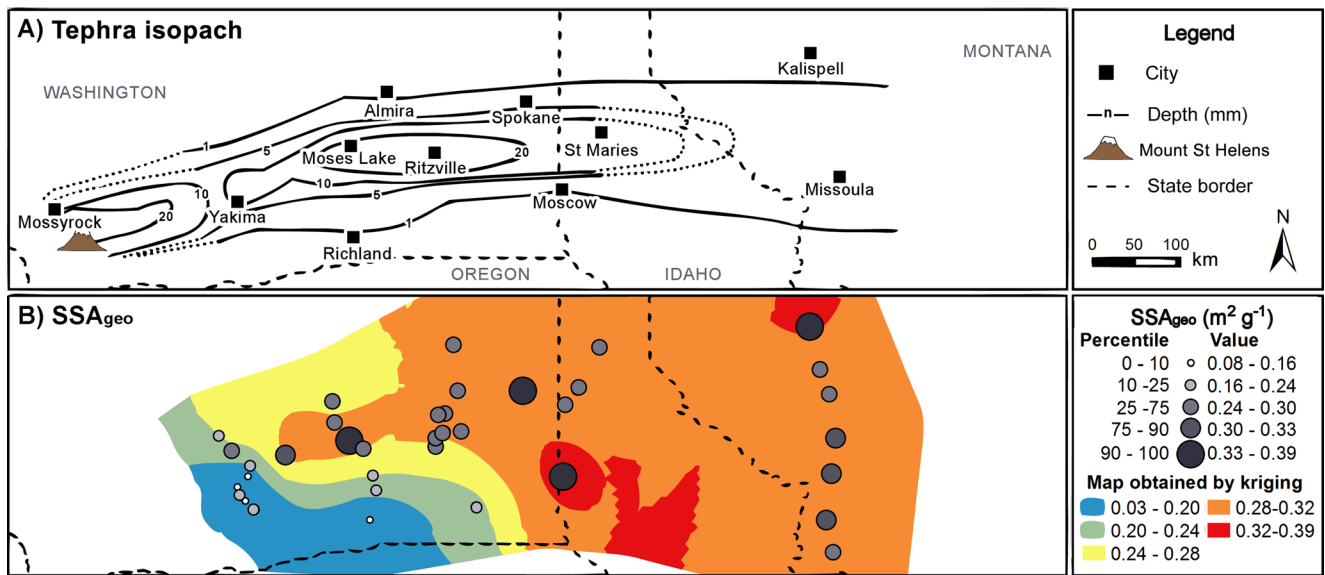 A) Tephra isopach
MONTANA
Kalispell
WASHINGTON
Almira
Spokane
1
5
Moses Lake
Ritzville
20
St Maries
10
10
5
20
Mossyrock
Yakima
Moscow
Missoula
1
Richland
OREGON
IDAHO
Legend
City
n Depth (mm)
Mount St Helens
State border
N
0 50 100
km
B) SSAgeo
SSAgeo (m² g⁻¹)
Percentile Value
0 - 10 0.08 - 0.16
10 -25 0.16 - 0.24
25 -75 0.24 - 0.30
75 - 90 0.30 - 0.33
90 - 100 0.33 - 0.39
Map obtained by kriging
0.03 - 0.20 0.28-0.32
0.20 - 0.24 0.32-0.39
0.24 - 0.28